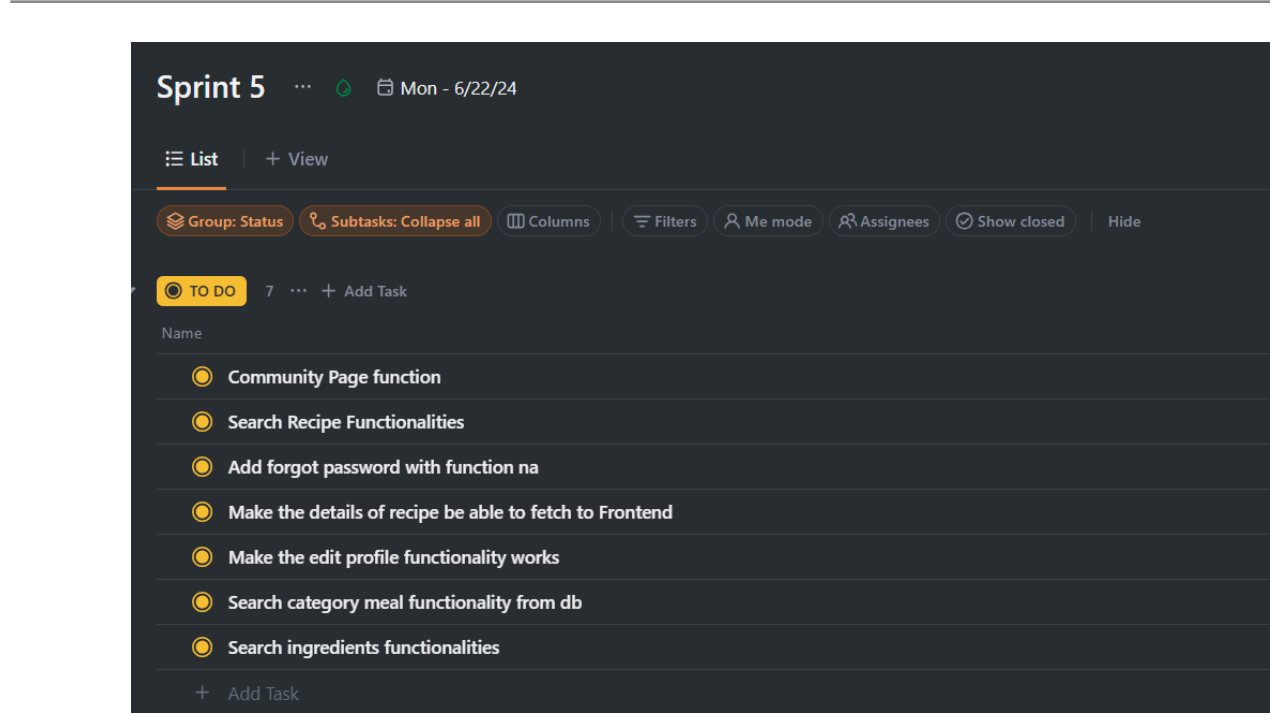 Sprint 5 ... Mon - 6/22/24
List + View
Group: Status Subtasks: Collapse all Columns Filters Me mode Assignees Show closed Hide
TO DO 7 ... + Add Task
Name
Community Page function
Search Recipe Functionalities
Add forgot password with function na
Make the details of recipe be able to fetch to Frontend
Make the edit profile functionality works
Search category meal functionality from db
Search ingredients functionalities
+ Add Task